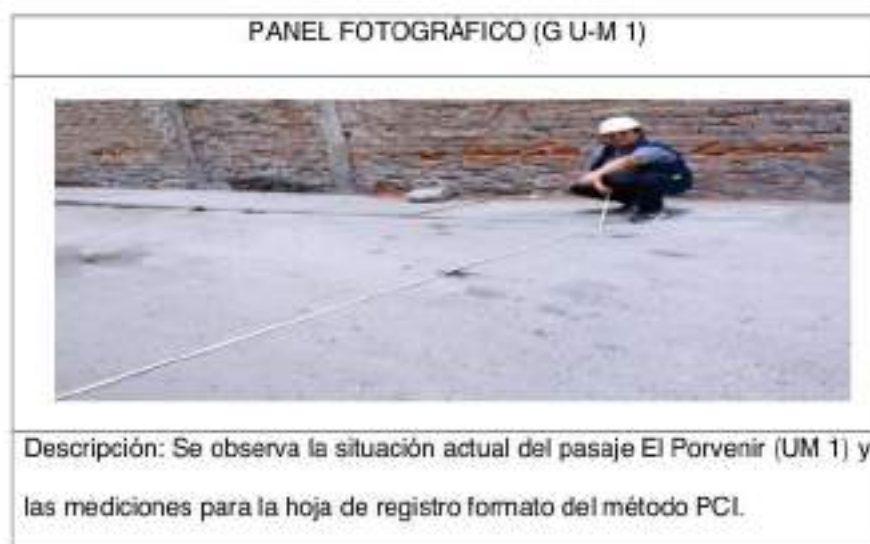 PANEL FOTOGRÁFICO (G U-M 1)
Descripción: Se observa la situación actual del pasaje El Porvenir (UM 1) y
las mediciones para la hoja de registro formato del método PCI.